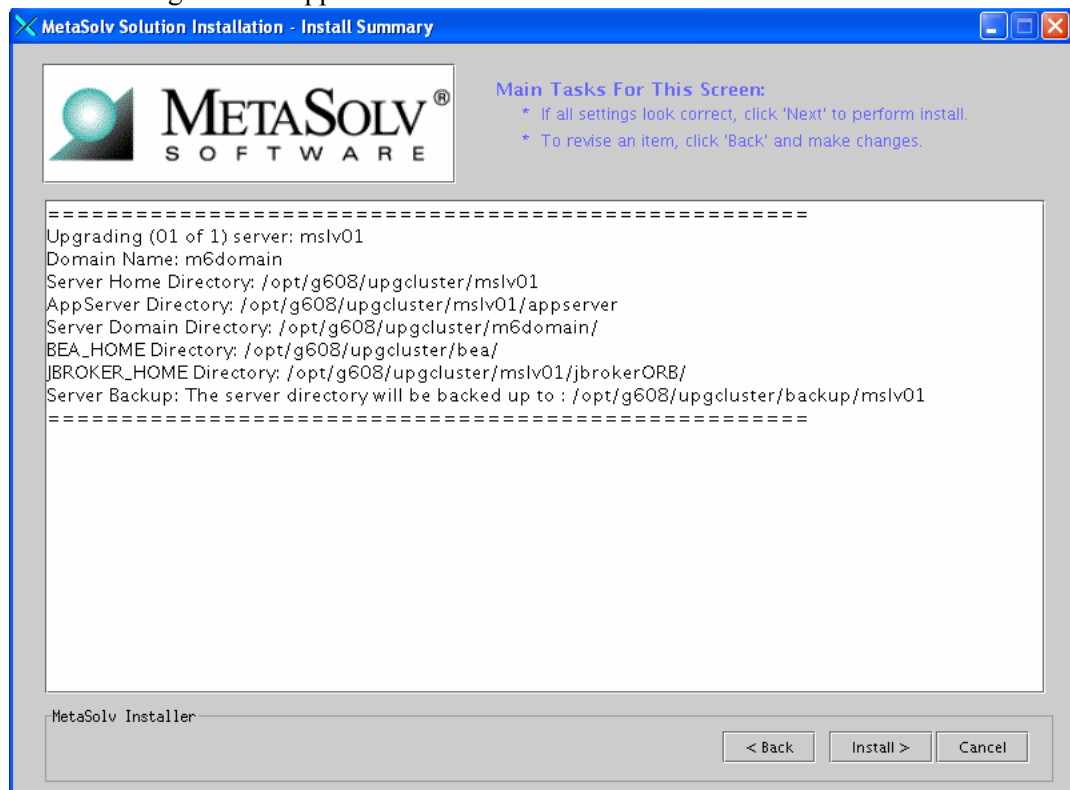 MetaSolv Solution Installation - Install Summary
METASOLV®
SOFTWARE
Main Tasks For This Screen:
* If all settings look correct, click 'Next' to perform install.
* To revise an item, click 'Back' and make changes.
====================================================
Upgrading (01 of 1) server: mslv01
Domain Name: m6domain
Server Home Directory: /opt/g608/upgcluster/mslv01
AppServer Directory: /opt/g608/upgcluster/mslv01/appserver
Server Domain Directory: /opt/g608/upgcluster/m6domain/
BEA_HOME Directory: /opt/g608/upgcluster/bea/
JBROKER_HOME Directory: /opt/g608/upgcluster/mslv01/jbrokerORB/
Server Backup: The server directory will be backed up to : /opt/g608/upgcluster/backup/mslv01
====================================================
MetaSolv Installer
< Back
Install >
Cancel